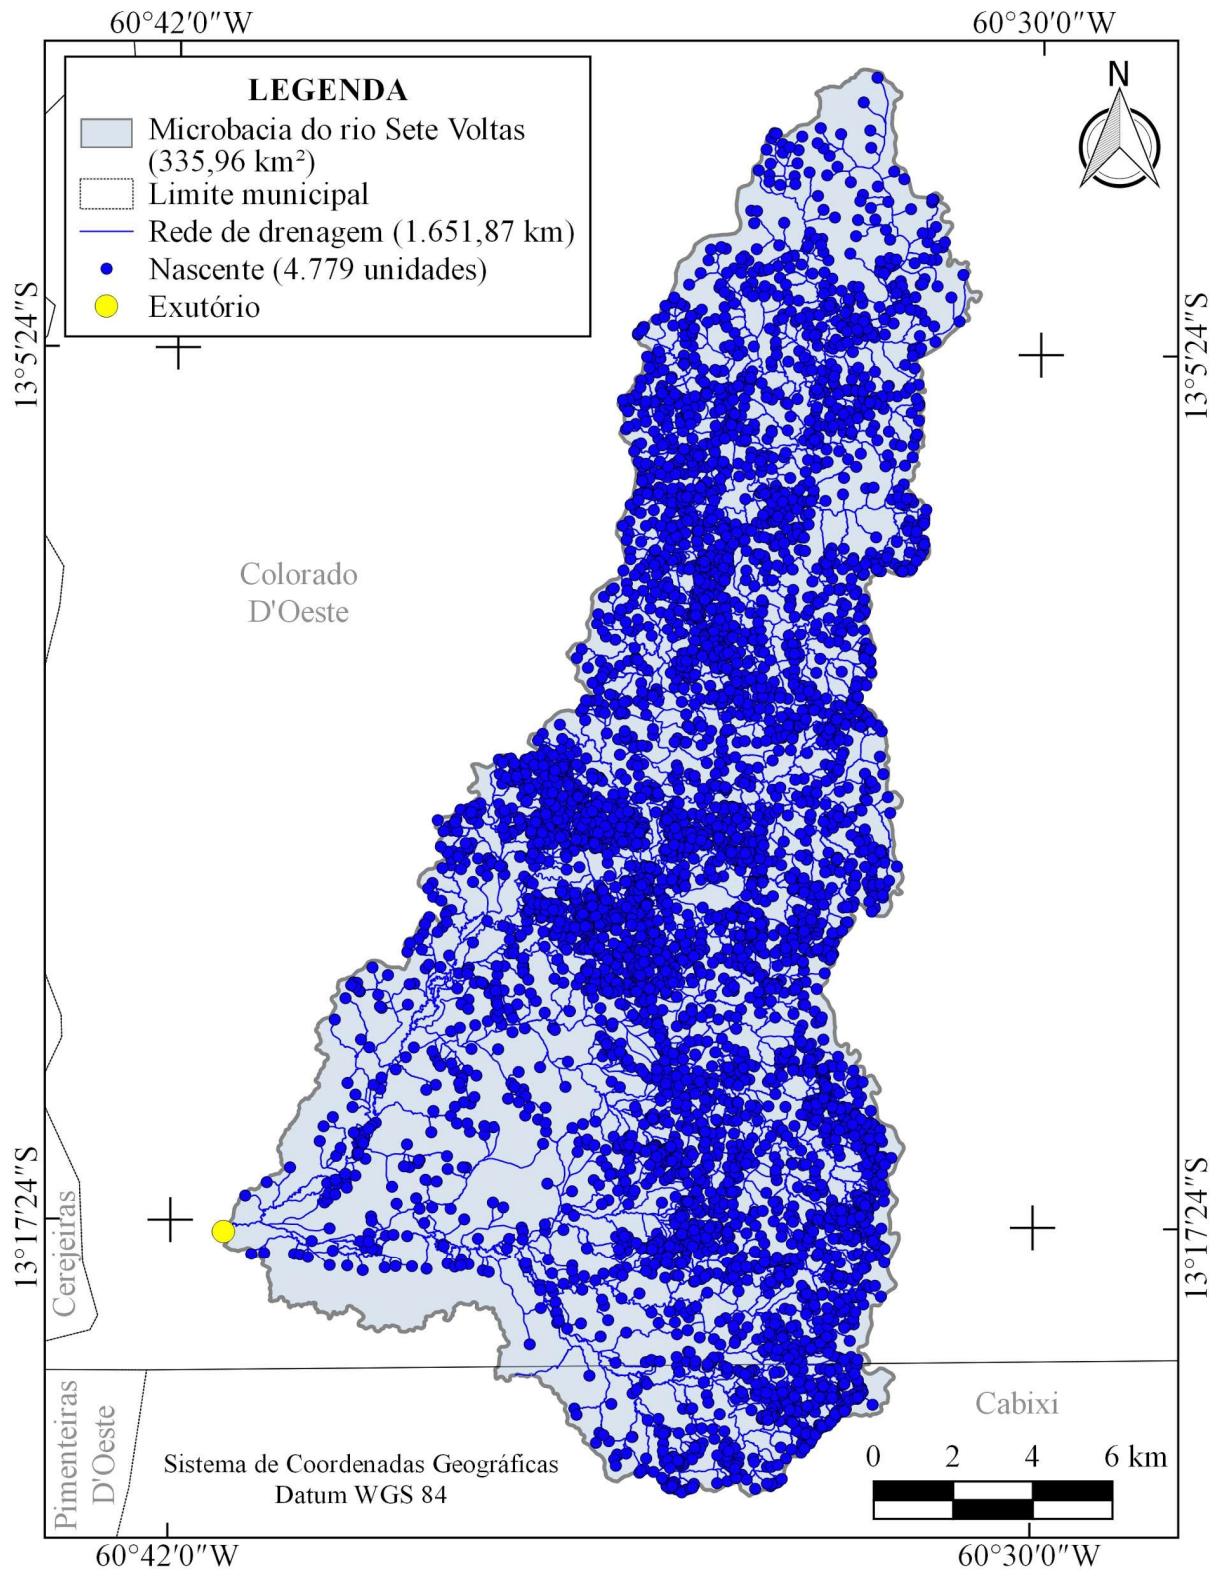 60°42'0"W
60°30'0"W
LEGENDA
Microbacia do rio Sete Voltas
(335,96 km²)
Limite municipal
Rede de drenagem (1.651,87 km)
Nascente (4.779 unidades)
Exutório
N
13°5'24"S
13°5'24"S
Colorado
D'Oeste
13°17'24"S
13°17'24"S
Cerejeiras
Pimenteiras
D'Oeste
Cabixi
Sistema de Coordenadas Geográficas
Datum WGS 84
0 2 4 6 km
60°42'0"W
60°30'0"W